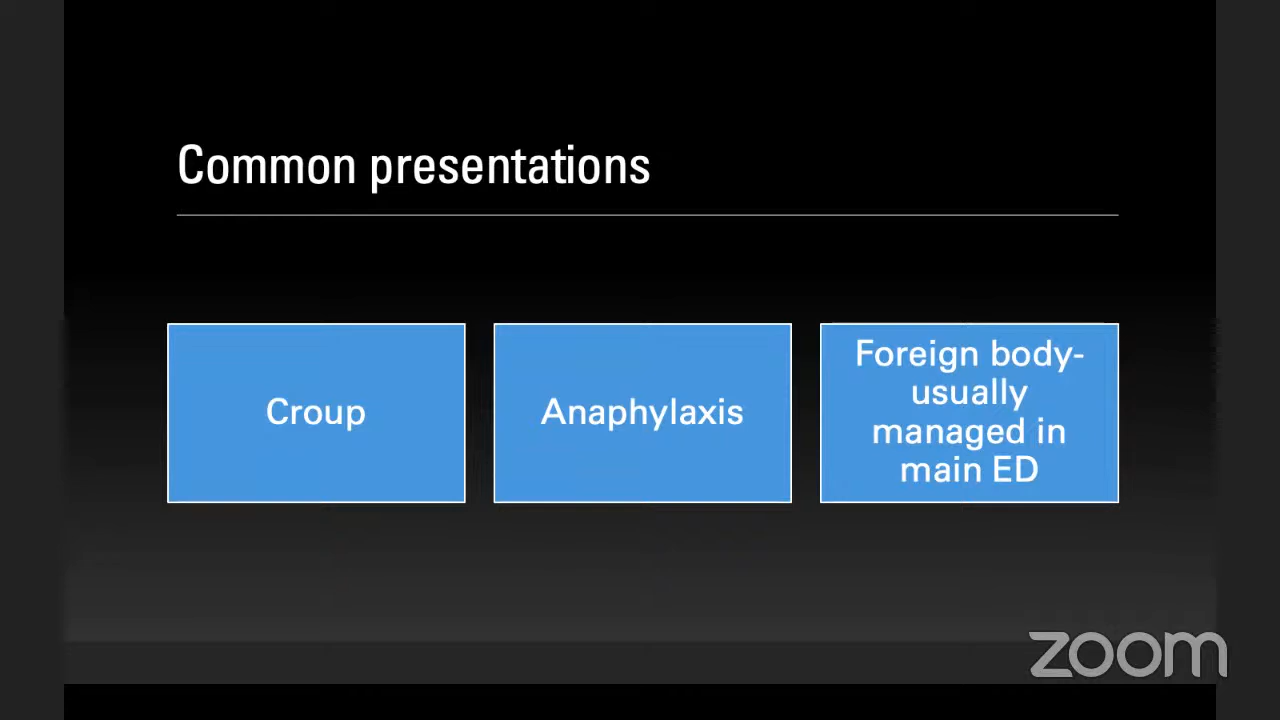 Common presentations
Croup
Anaphylaxis
Foreign body-
usually
managed in
main ED
zoom